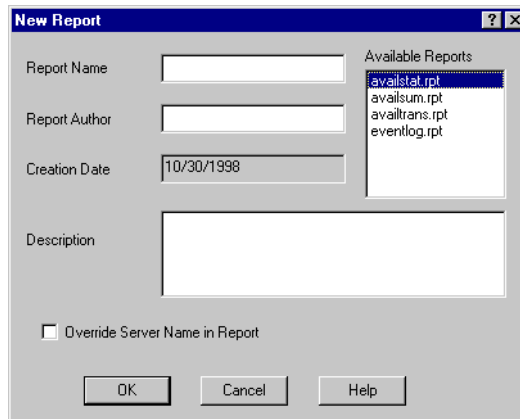 New Report
Report Name
Available Reports
availstat.rpt
availsum.rpt
availtrans.rpt
eventlog.rpt
Report Author
Creation Date
10/30/1998
Description
Override Server Name in Report
OK
Cancel
Help